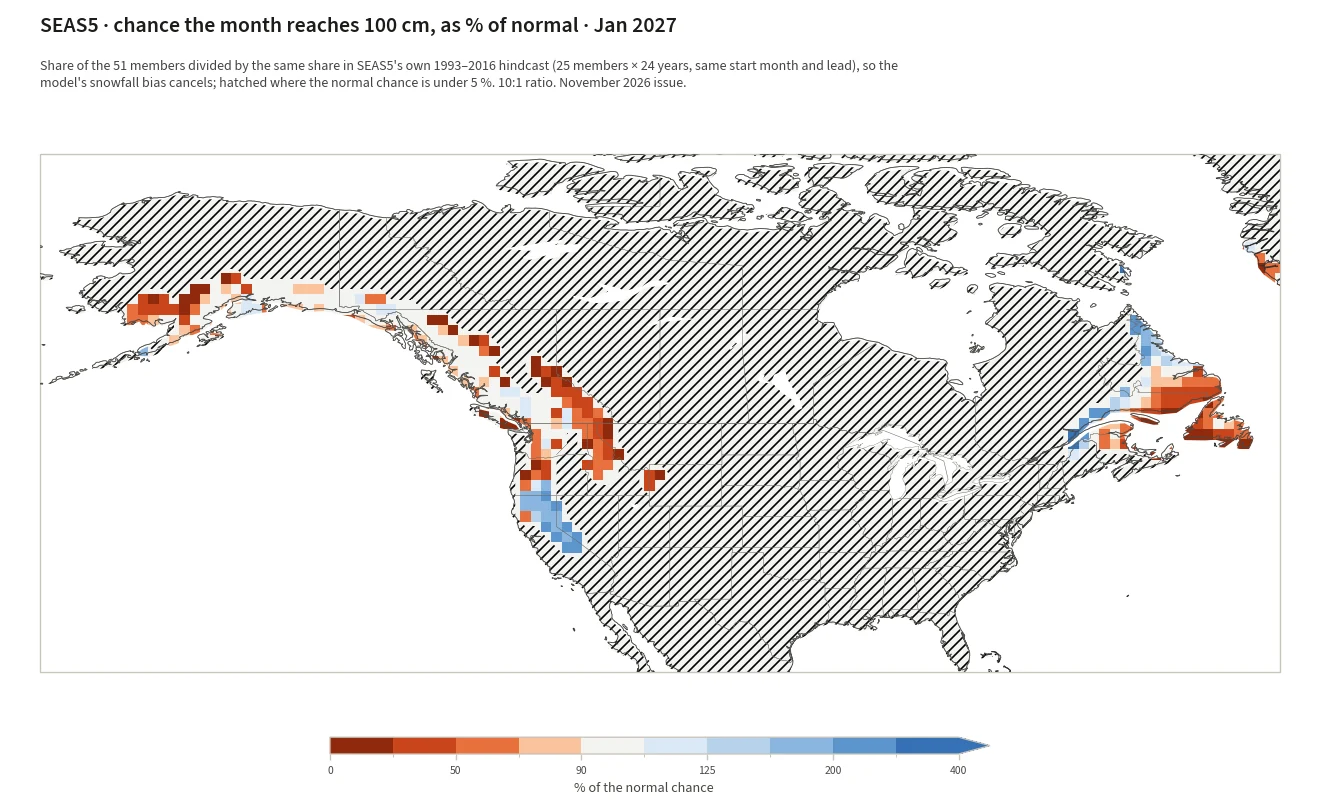 SEAS5 · chance the month reaches 100 cm, as % of normal · Jan 2027
Share of the 51 members divided by the same share in SEAS5's own 1993–2016 hindcast (25 members × 24 years, same start month and lead), so the
model's snowfall bias cancels; hatched where the normal chance is under 5 %. 10:1 ratio. November 2026 issue.
0 50 90 125 200 400
% of the normal chance